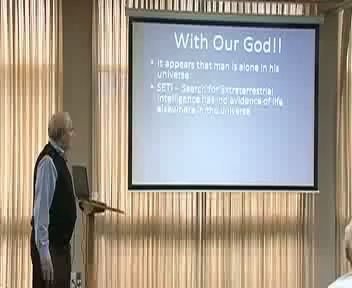 With Our God!!
• It appears that man is alone in his
universe
• SETI – Search for Extraterrestrial
Intelligence has no evidence of life
elsewhere in this universe